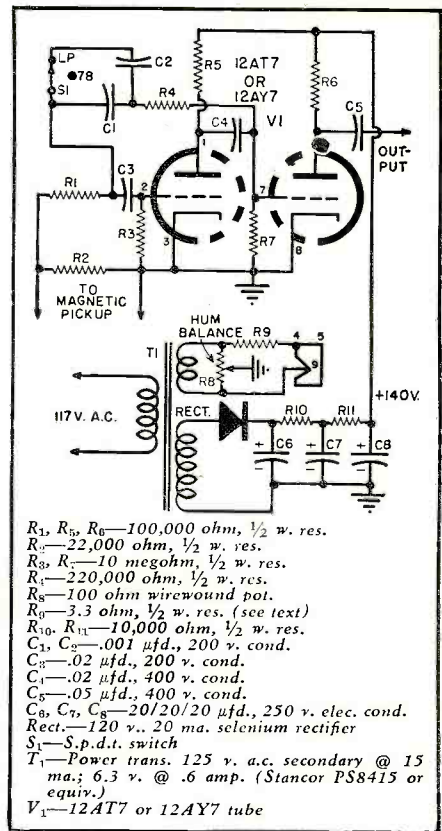 LP
C2
78
S1
C1
R4
R5
12AT7
OR
12AY7
V1
R6
C4
C5
OUT-
PUT
1
R1
C3
2
7
R3
3
R7
8
R2
TO
MAGNETIC
PICKUP
HUM
BALANCE
R9
4
5
T1
R8
9
+140V.
117V. A.C.
RECT.
R10
R11
+ C6
+ C7
+ C8
R1, R5, R6—100,000 ohm, ½ w. res.
R2—22,000 ohm, ½ w. res.
R3, R7—10 megohm, ½ w. res.
R4—220,000 ohm, ½ w. res.
R8—100 ohm wirewound pot.
R9—3.3 ohm, ½ w. res. (see text)
R10, R11—10,000 ohm, ½ w. res.
C1, C2—.001 μfd., 200 v. cond.
C3—.02 μfd., 200 v. cond.
C4—.02 μfd., 400 v. cond.
C5—.05 μfd., 400 v. cond.
C6, C7, C8—20/20/20 μfd., 250 v. elec. cond.
Rect.—120 v.. 20 ma. selenium rectifier
S1—S.p.d.t. switch
T1—Power trans. 125 v. a.c. secondary @ 15
ma.; 6.3 v. @ .6 amp. (Stancor PS8415 or
equiv.)
V1—12AT7 or 12AY7 tube